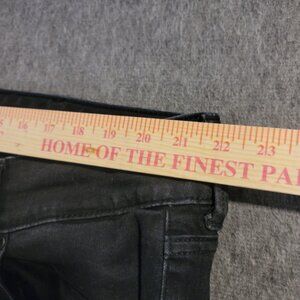 16 17 18 19 20 21 22 23
HOME OF THE FINEST PA